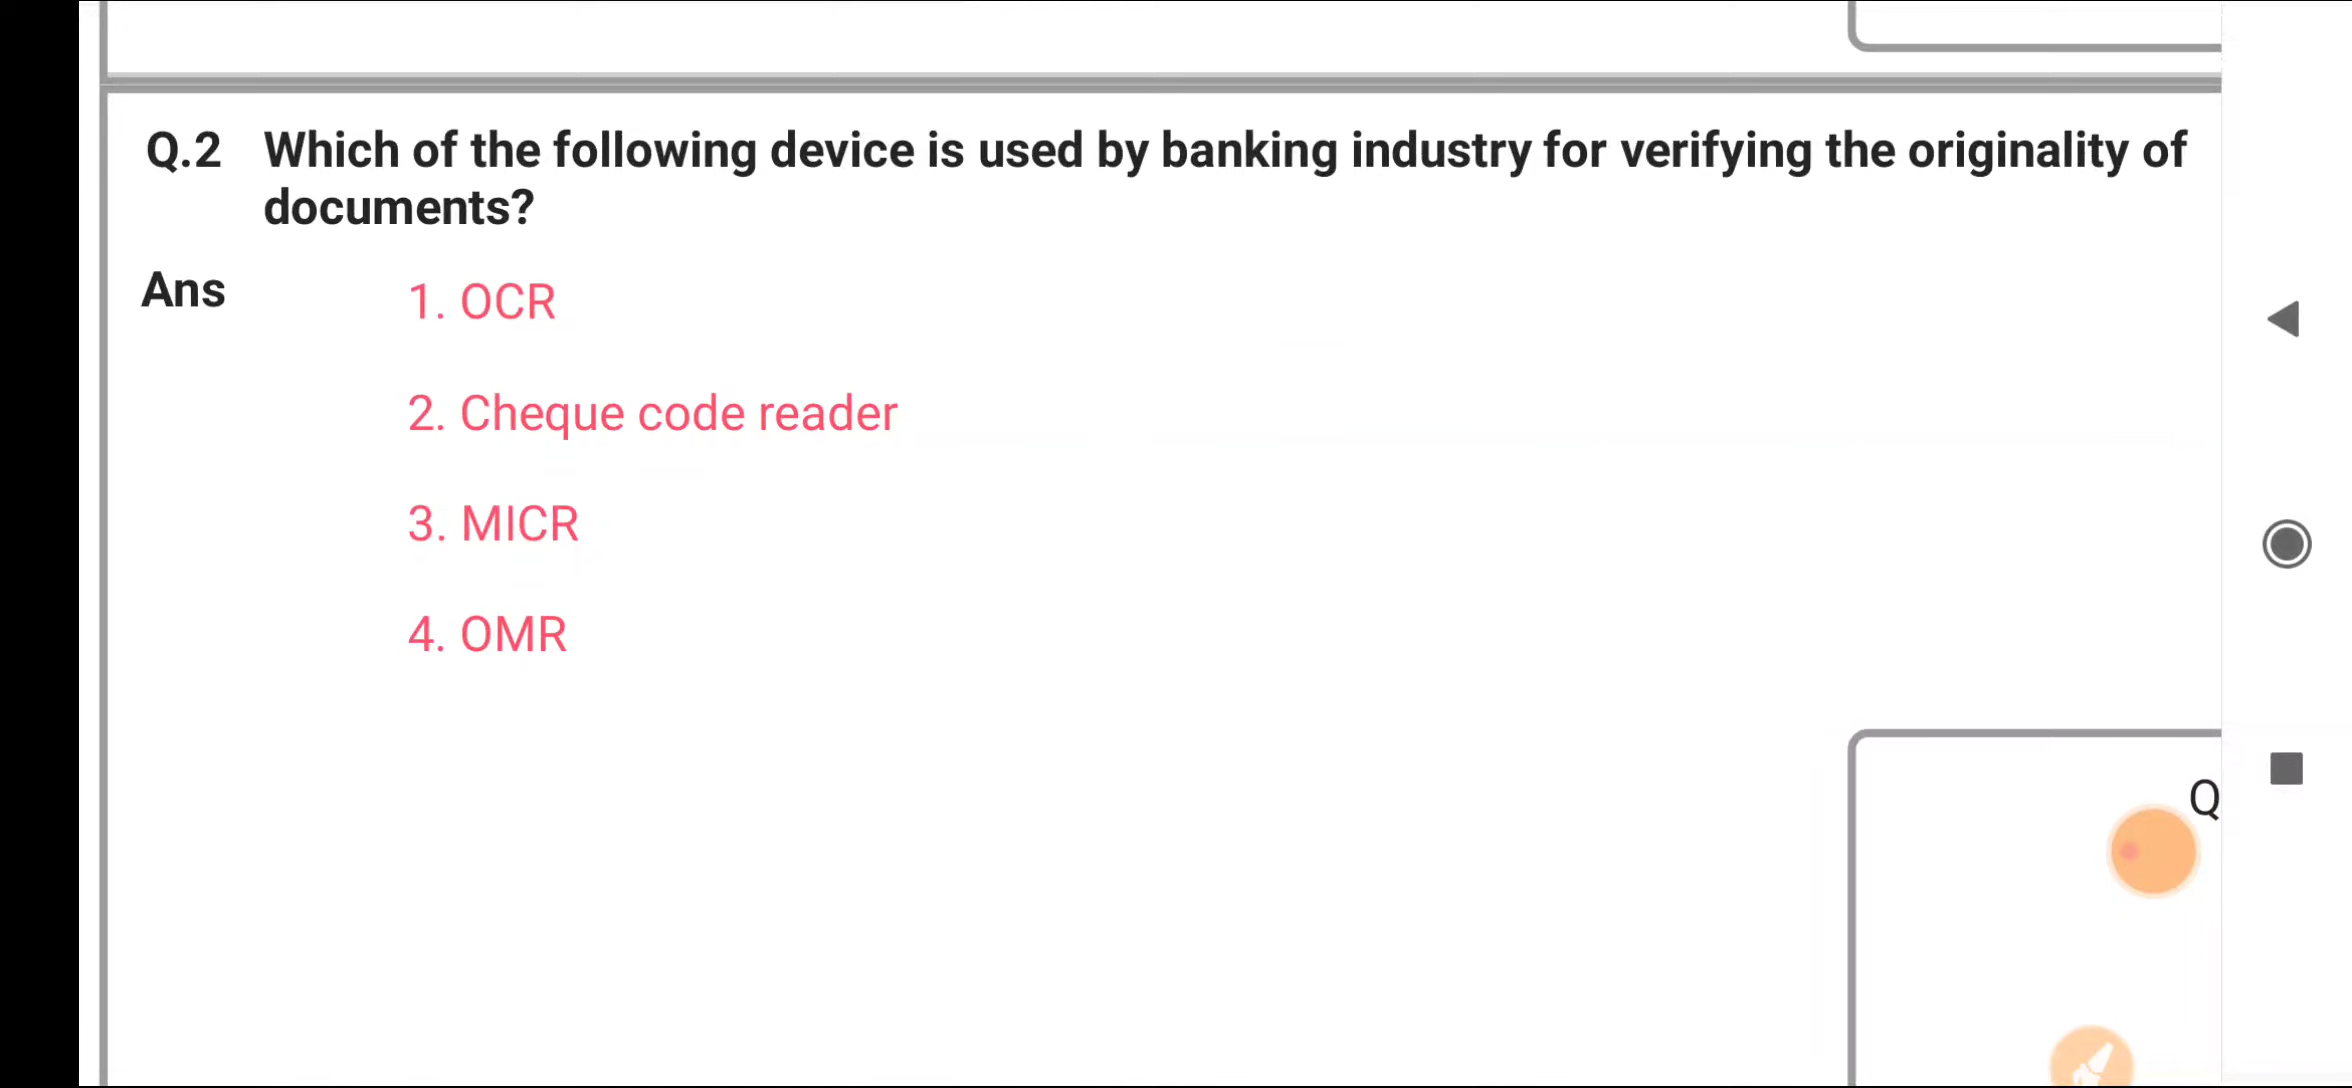 Q.2 Which of the following device is used by banking industry for verifying the originality of
documents?
Ans
1. OCR
2. Cheque code reader
3. MICR
4. OMR
Q